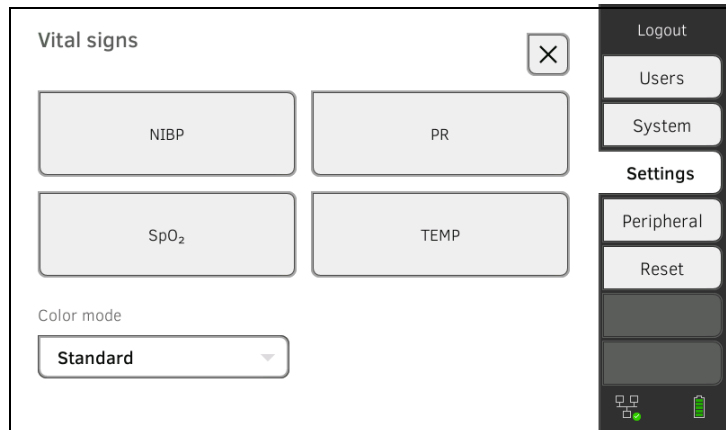 Vital signs
NIBP
PR
SpO₂
TEMP
Color mode
Standard
Logout
Users
System
Settings
Peripheral
Reset